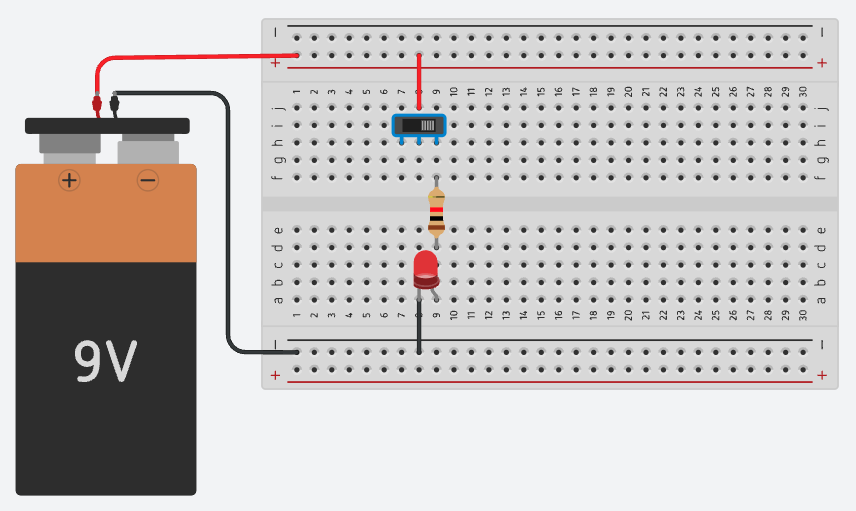 − −
+ +
1 2 3 4 5 6 7 8 9 10 11 12 13 14 15 16 17 18 19 20 21 22 23 24 25 26 27 28 29 30
j j
i i
h h
g g
f f
+ −
e e
d d
c c
b b
a a
1 2 3 4 5 6 7 8 9 10 11 12 13 14 15 16 17 18 19 20 21 22 23 24 25 26 27 28 29 30
− −
9V
+ +